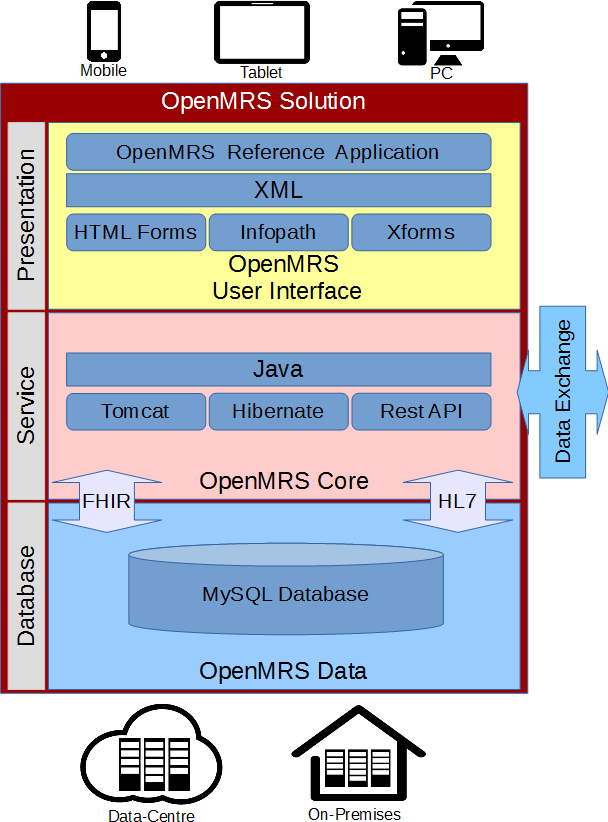 Mobile
Tablet
PC
OpenMRS Solution
Presentation
OpenMRS Reference Application
XML
HTML Forms
Infopath
Xforms
OpenMRS
User Interface
Service
Java
Tomcat
Hibernate
Rest API
OpenMRS Core
Data Exchange
FHIR
HL7
Database
MySQL Database
OpenMRS Data
Data-Centre
On-Premises